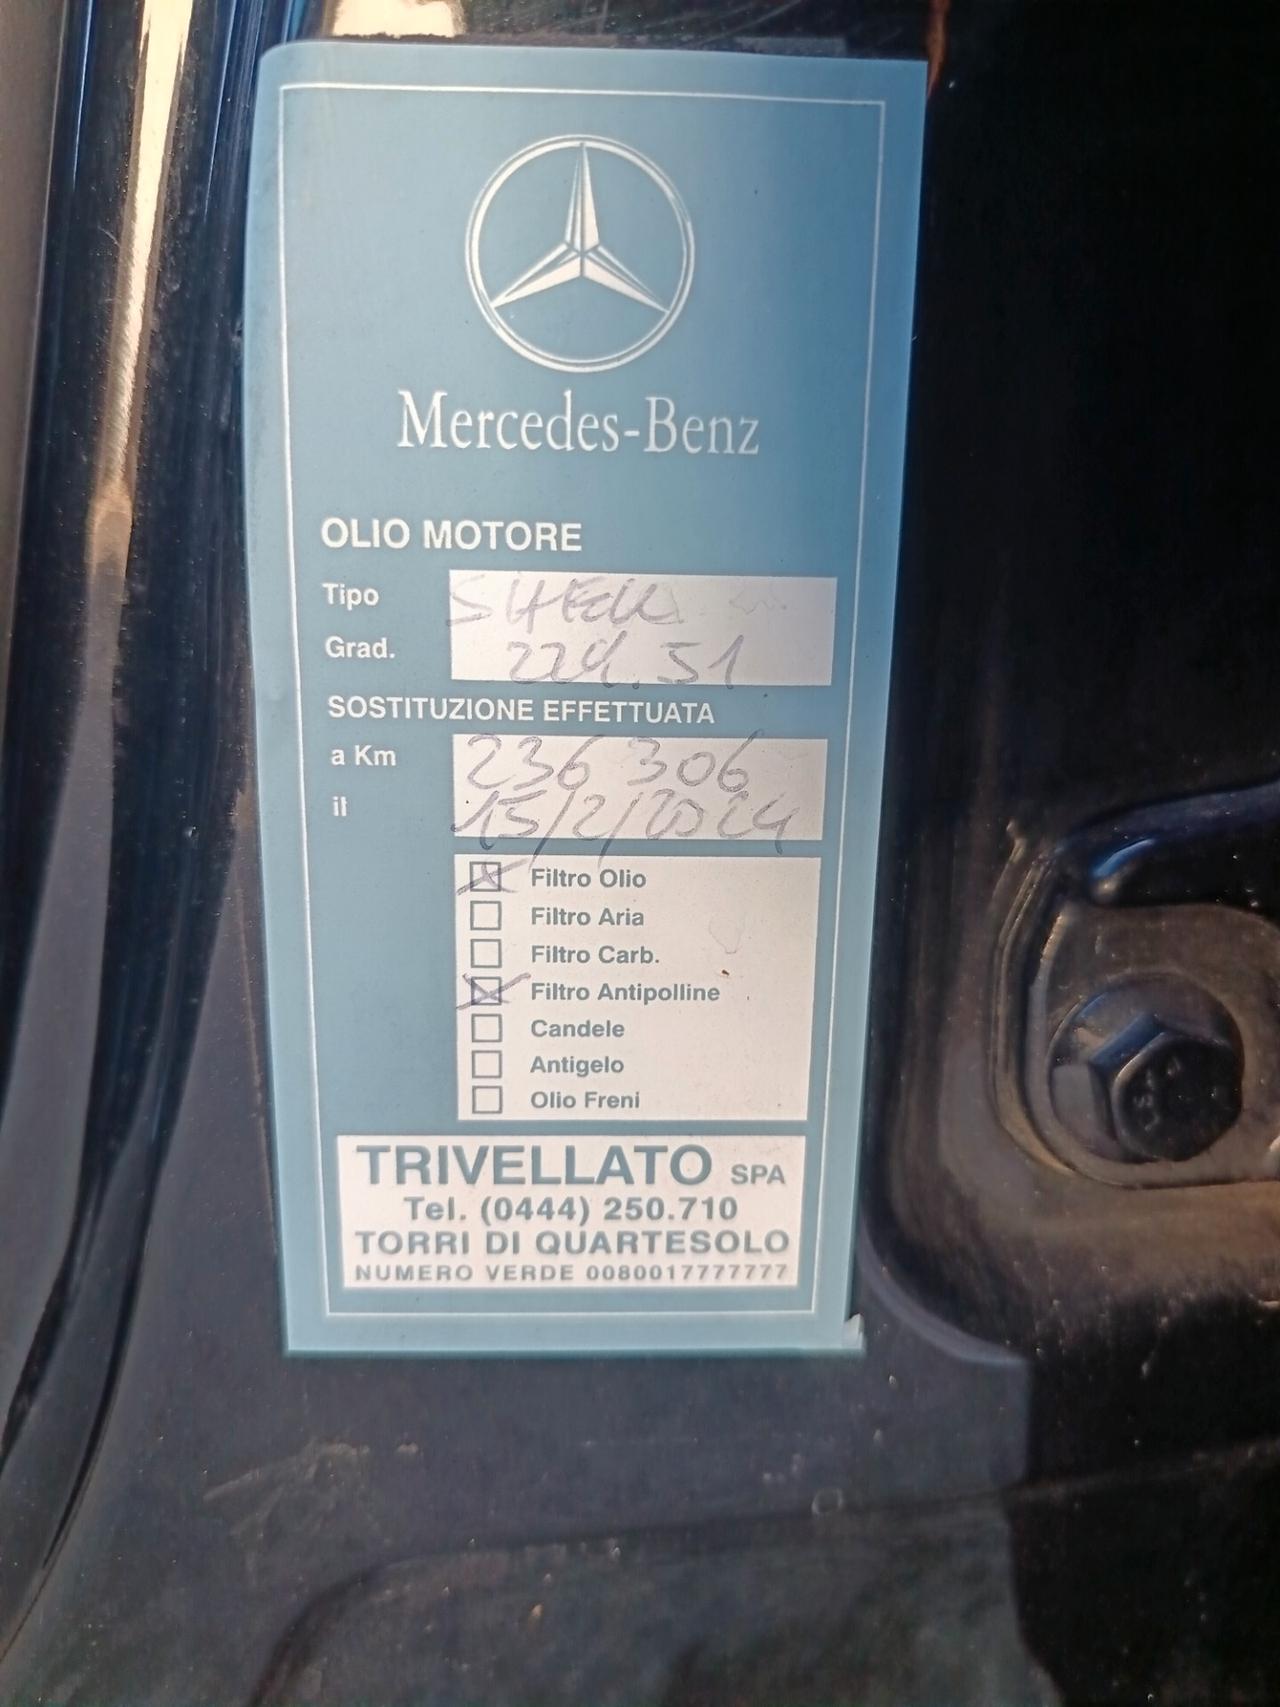 Mercedes-Benz
OLIO MOTORE
Tipo SHELL
Grad. 229.51
SOSTITUZIONE EFFETTUATA
a Km 236 306
il 15/2/2024
Filtro Olio
Filtro Aria
Filtro Carb.
Filtro Antipolline
Candele
Antigelo
Olio Freni
TRIVELLATO SPA
Tel. (0444) 250.710
TORRI DI QUARTESOLO
NUMERO VERDE 0080017777777